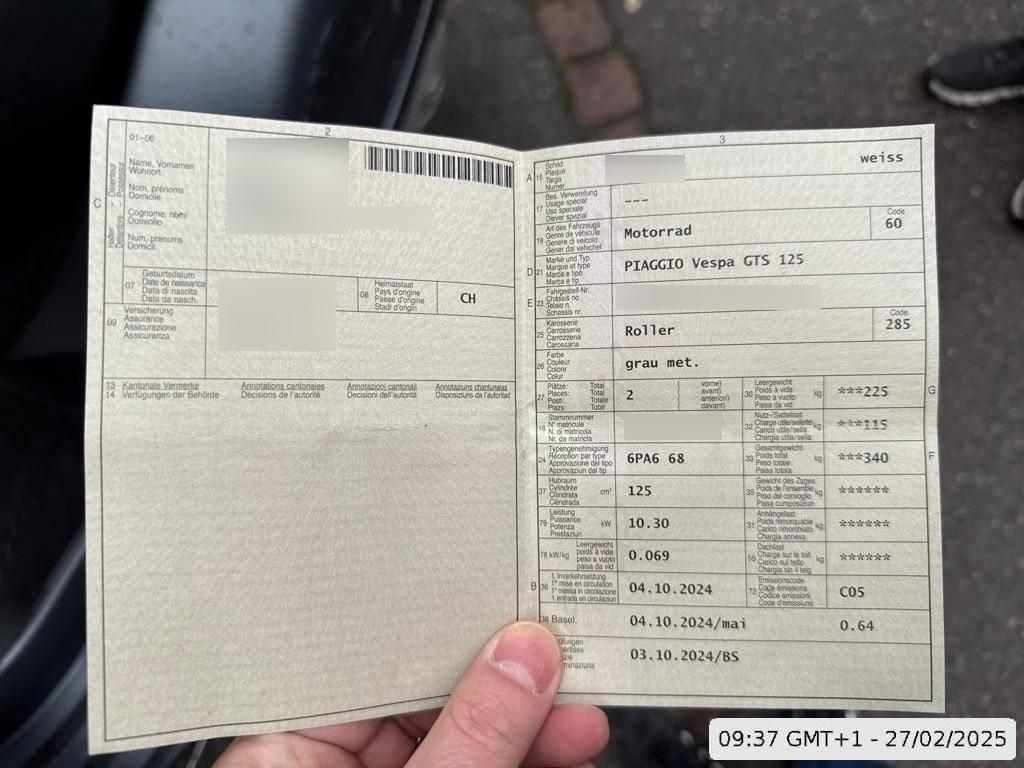 2
01-06
C
Halter Détenteur
Detentore Possessur
Name, Vornamen
Wohnort
Nom, prénoms
Domicile
Cognome, nomi
Domicilio
Num, prenums
Domicil
07
Geburtsdatum
Date de naissance
Data di nascita
Data da nasch.
08
Heimatstaat
Pays d'origine
Paese d'origine
Stadi d'origin
CH
09
Versicherung
Assurance
Assicurazione
Assicuranza
13
14
Kantonale Vermerke
Verfügungen der Behörde
Annotations cantonales
Décisions de l'autorité
Annotazioni cantonali
Decisioni dell'autorità
Annotaziuns chantunalas
Disposiziuns da l'autoritad
3
A
15
Schild
Plaque
Targa
Numer
weiss
17
Bes. Verwendung
Usage spécial
Uso speciale
Diever spezial
---
19
Art des Fahrzeugs
Genre de véhicule
Genere di veicolo
Gener dal vehichel
Motorrad
Code
60
D
21
Marke und Typ
Marque et type
Marca e tipo
Marca e tip
PIAGGIO Vespa GTS 125
E
23
Fahrgestell-Nr.
Châssis no
Telaio n.
Schassis nr.
25
Karosserie
Carrosserie
Carrozzeria
Carossaria
Roller
Code
285
26
Farbe
Couleur
Colore
Colur
grau met.
27
Plätze: Total
Places: Total
Posti: Totale
Plazs: Total
2
vorne)
avant)
anteriori)
davant)
30
Leergewicht
Poids à vide
Peso a vuoto
Paisa da vid
kg
***225
G
18
Stammnummer
N° matricule
N. di matricola
Nr. da matricla
32
Nutz-/Sattellast
Charge utile/sellette
Carico utile/sella
Chargia utila/sella
kg
***115
24
Typengenehmigung
Réception par type
Approvazione del tipo
Approvaziun dal tip
6PA6 68
33
Gesamtgewicht
Poids total
Peso totale
Paisa totala
kg
***340
F
37
Hubraum
Cylindrée
Cilindrata
Cilindrada
cm³
125
35
Gewicht des Zuges
Poids de l'ensemble
Peso del convoglio
Paisa cumposiziun
kg
******
76
Leistung
Puissance
Potenza
Prestaziun
kW
10.30
31
Anhängelast
Poids remorquable
Carico rimorchiato
Chargia annexa
kg
******
78 kW/kg
Leergewicht
poids à vide
peso a vuoto
paisa da vid
0.069
55
Dachlast
Charge sur le toit
Carico sul tetto
Chargia sin il tetg
kg
******
B
36
1. Inverkehrsetzung
1re mise en circulation
1a messa in circolazione
1. entrada en circulaziun
04.10.2024
72
Emissionscode
Code émissions
Codice emissioni
Code d'emissiuns
C05
38 Basel,
04.10.2024/mai
0.64
03.10.2024/BS
09:37 GMT+1 - 27/02/2025